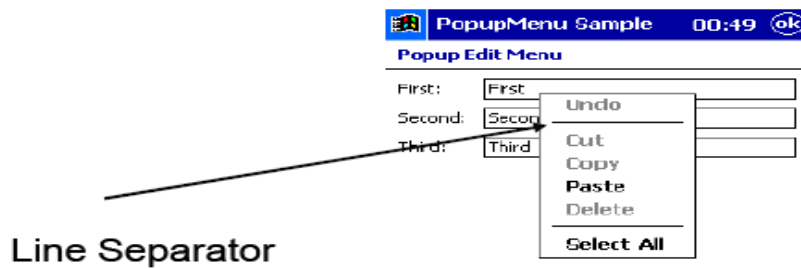 PopupMenu Sample 00:49 ok
Popup Edit Menu
First: First
Undo
Second: Secon
Cut
Third: Third
Copy
Paste
Delete
Select All
Line Separator